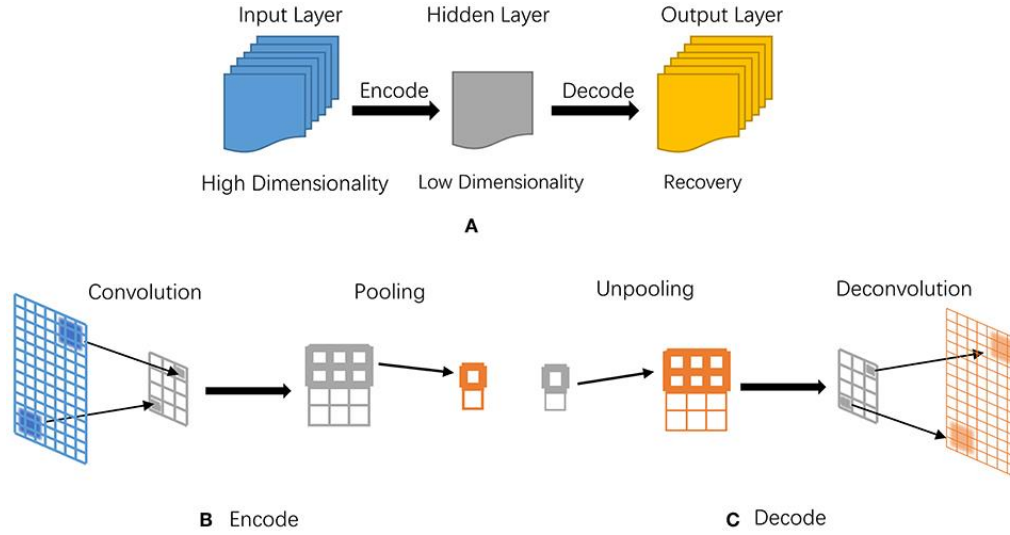 Input Layer
Hidden Layer
Output Layer
Encode
Decode
High Dimensionality
Low Dimensionality
Recovery
A
Convolution
Pooling
Unpooling
Deconvolution
B Encode
C Decode